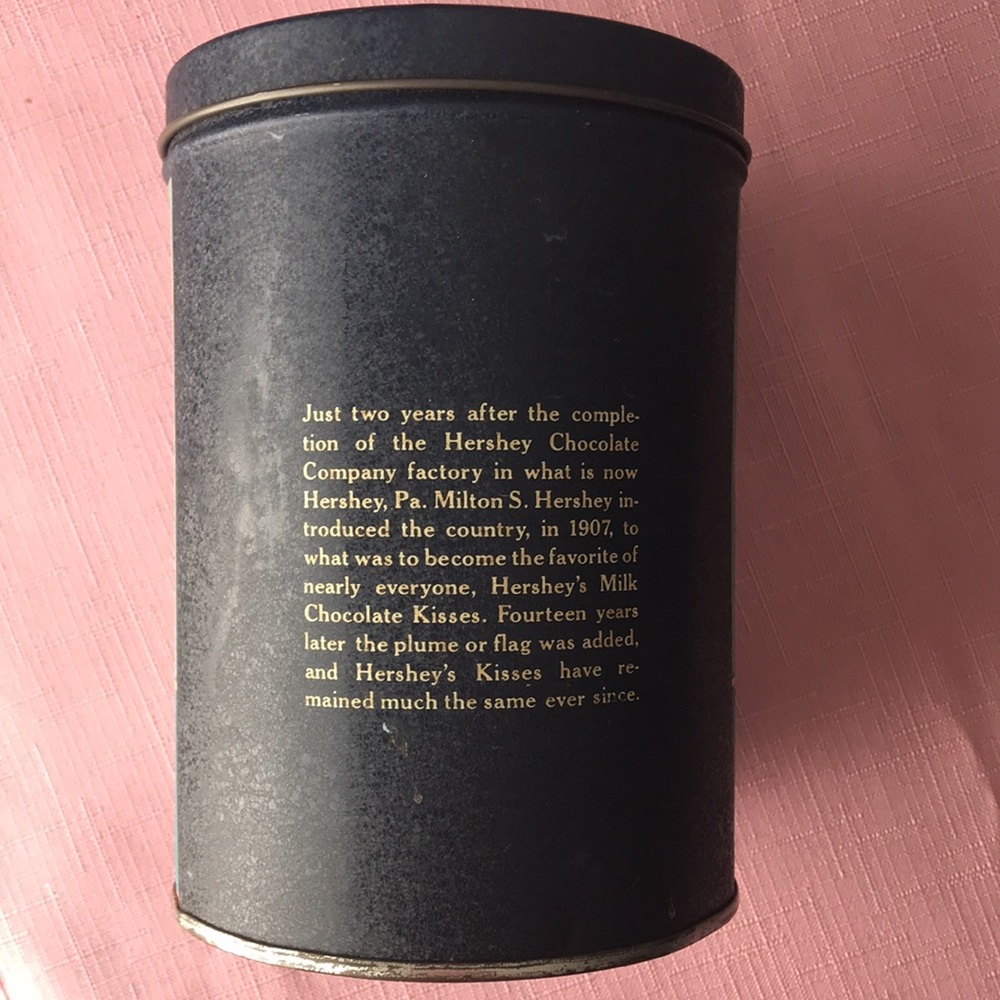 Just two years after the comple-
tion of the Hershey Chocolate
Company factory in what is now
Hershey, Pa. Milton S. Hershey in-
troduced the country, in 1907, to
what was to become the favorite of
nearly everyone, Hershey's Milk
Chocolate Kisses. Fourteen years
later the plume or flag was added,
and Hershey's Kisses have re-
mained much the same ever since.